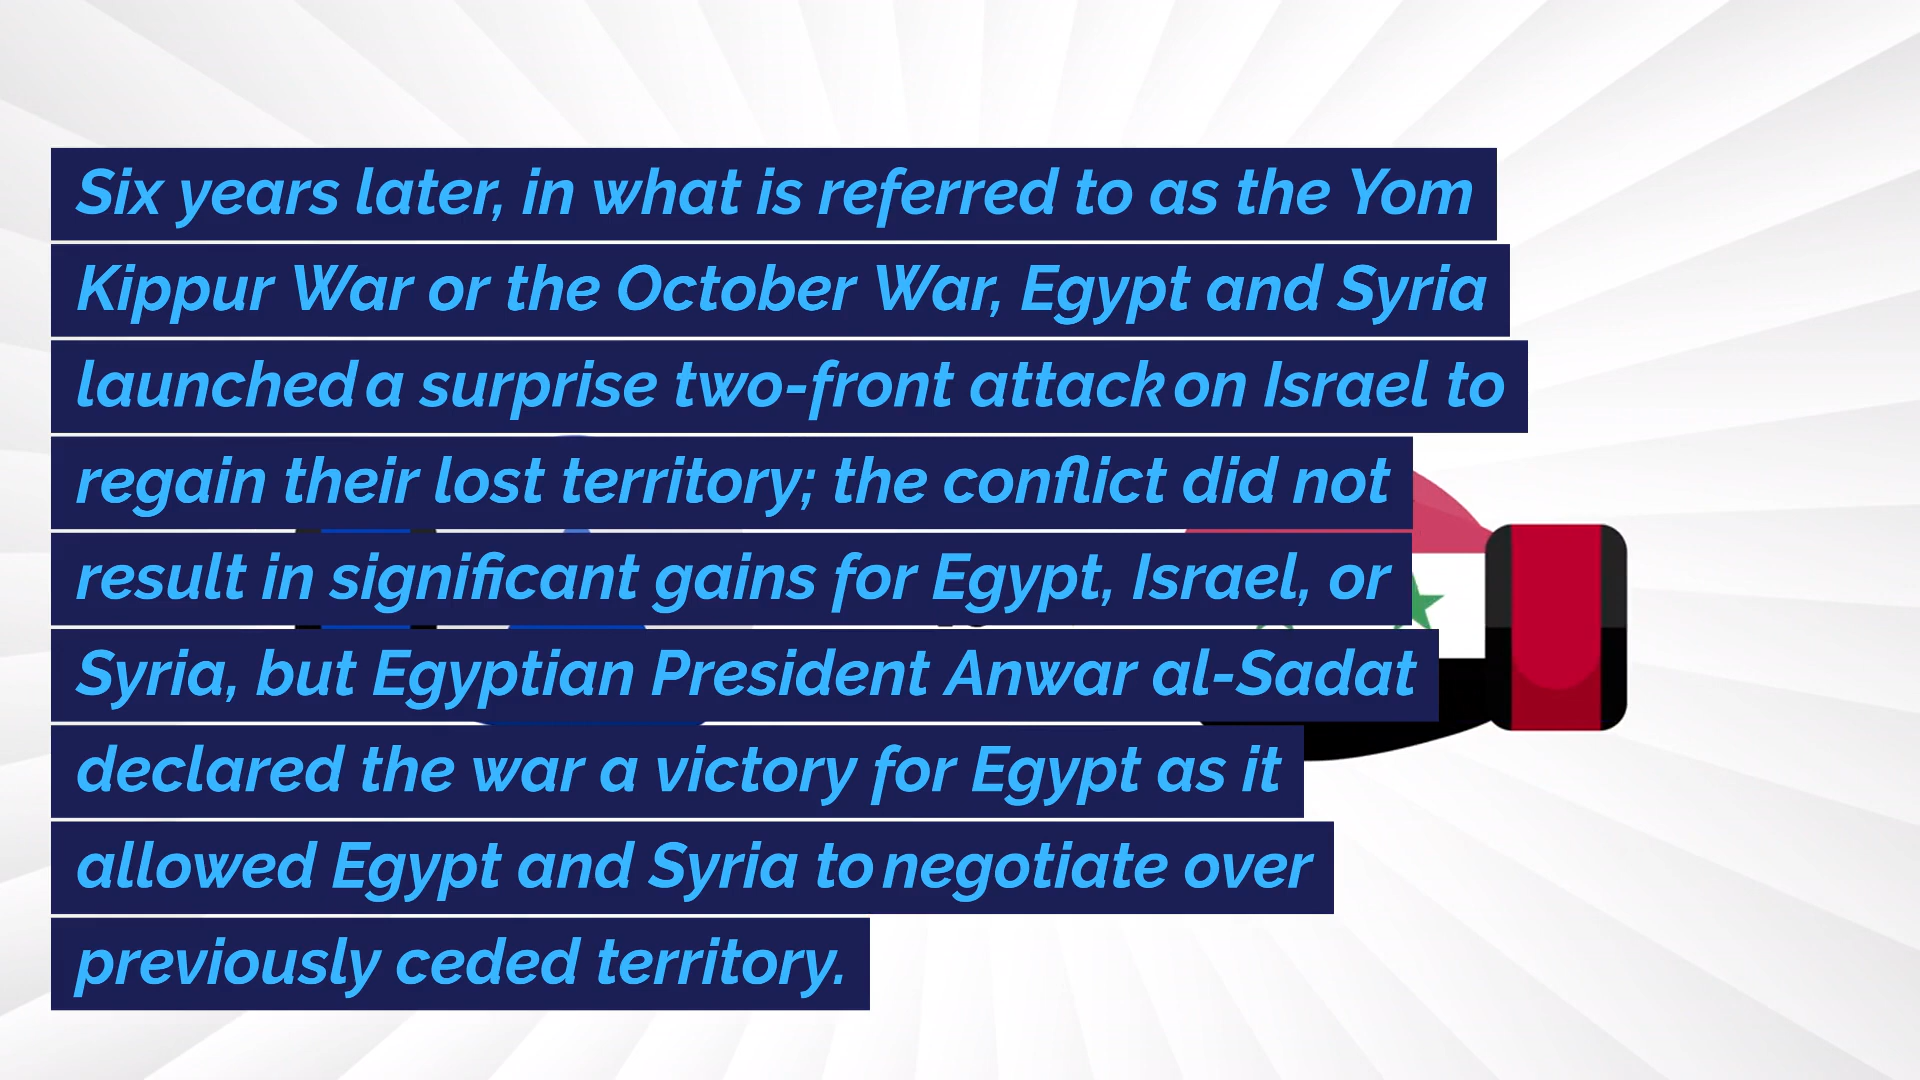 Six years later, in what is referred to as the Yom
Kippur War or the October War, Egypt and Syria
launched a surprise two-front attack on Israel to
regain their lost territory; the conflict did not
result in significant gains for Egypt, Israel, or
Syria, but Egyptian President Anwar al-Sadat
declared the war a victory for Egypt as it
allowed Egypt and Syria to negotiate over
previously ceded territory.